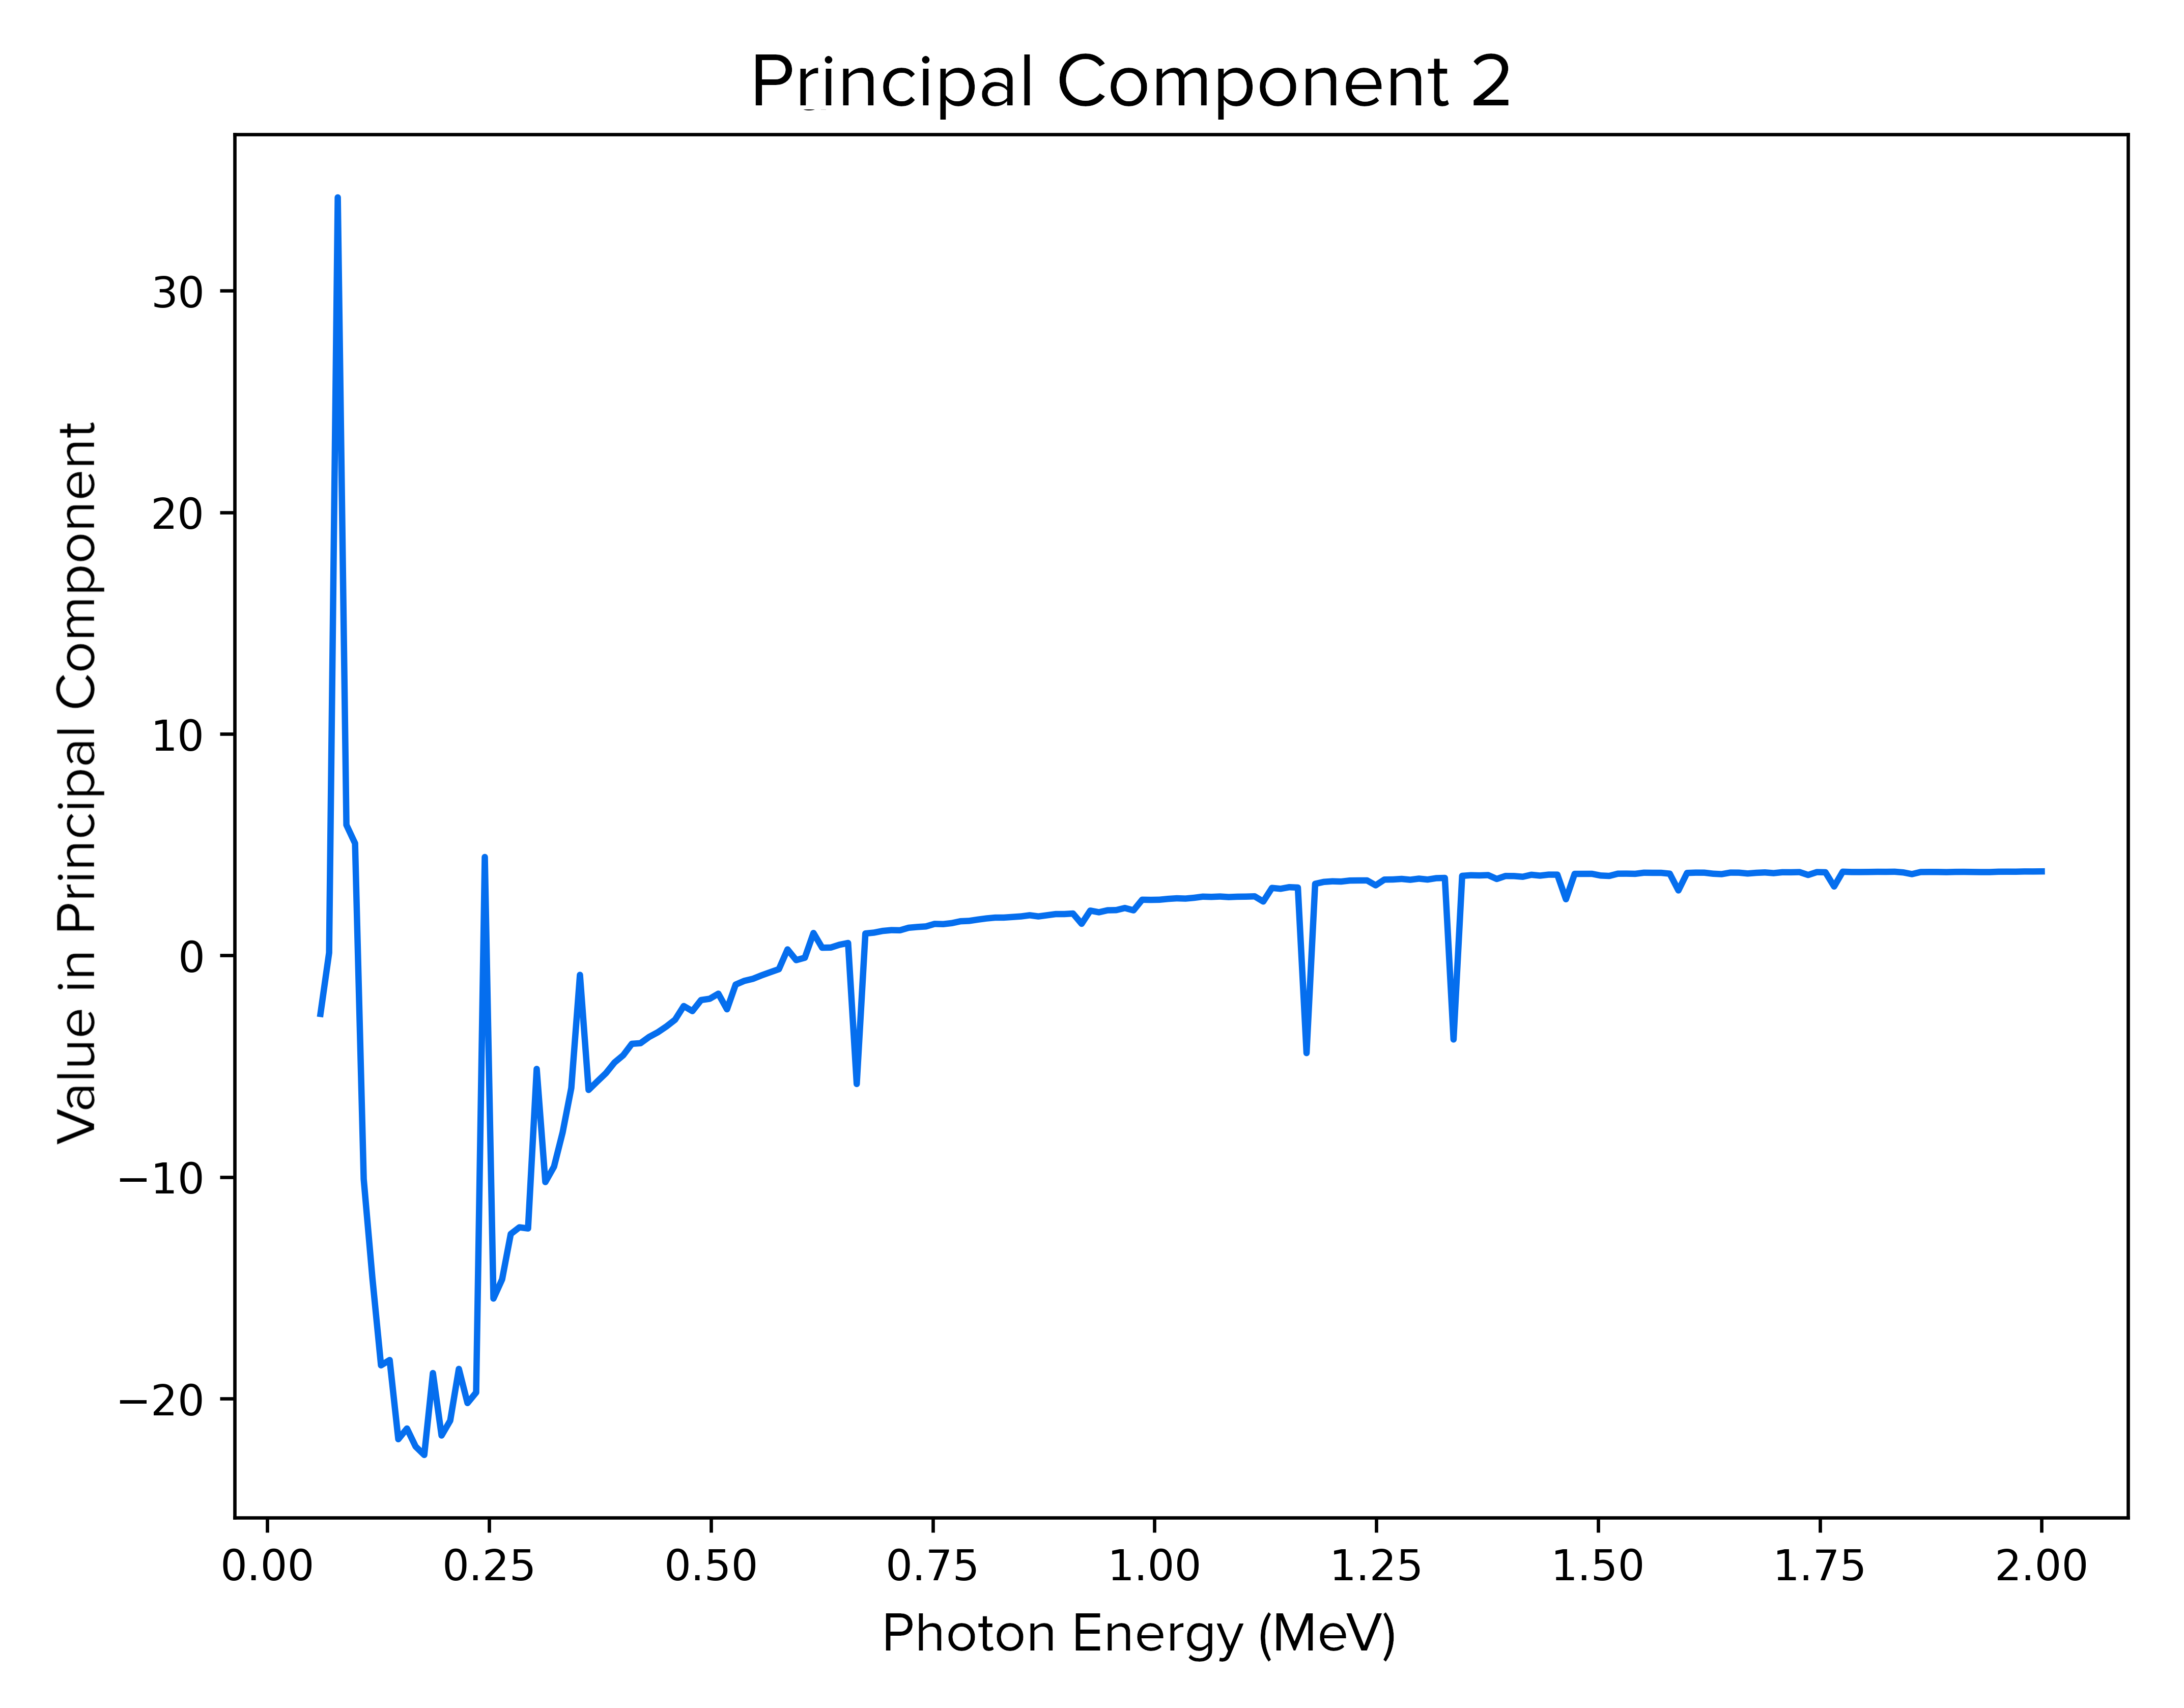 Principal Component 2
Value in Principal Component
30
20
10
0
−10
−20
0.00 0.25 0.50 0.75 1.00 1.25 1.50 1.75 2.00
Photon Energy (MeV)